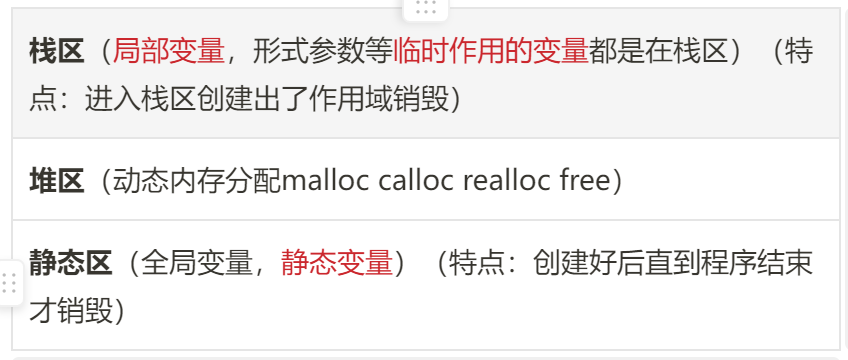 栈区（局部变量，形式参数等临时作用的变量都是在栈区）（特
点：进入栈区创建出了作用域销毁）
堆区（动态内存分配malloc calloc realloc free）
静态区（全局变量，静态变量）（特点：创建好后直到程序结束
才销毁）